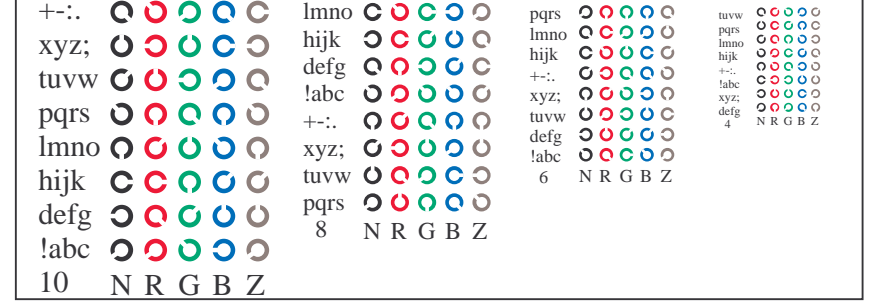 +-:.
xyz;
tuvw
pqrs
lmno
hijk
defg
!abc
10 N R G B Z
lmno
hijk
defg
!abc
+-:.
xyz;
tuvw
pqrs
8 N R G B Z
pqrs
lmno
hijk
+-:.
xyz;
tuvw
defg
!abc
6 N R G B Z
tuvw
pqrs
lmno
hijk
+-:.
!abc
xyz;
defg
4 N R G B Z